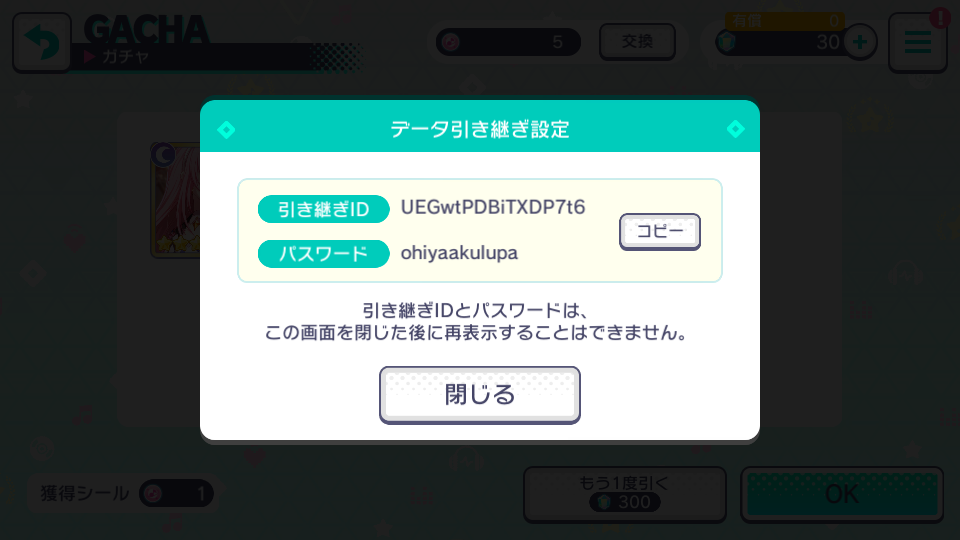 GACHA
ガチャ
5
交換
有償 0
30
!
データ引き継ぎ設定
引き継ぎID UEGwtPDBiTXDP7t6
パスワード ohiyaakulupa
コピー
引き継ぎIDとパスワードは、
この画面を閉じた後に再表示することはできません。
閉じる
獲得シール 1
もう1度引く
300
OK